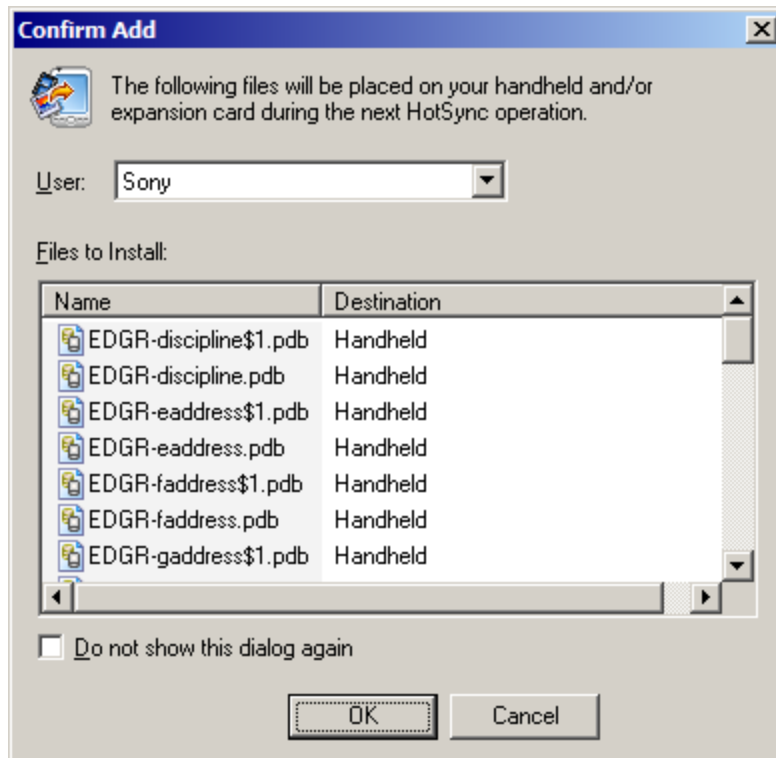 Confirm Add
The following files will be placed on your handheld and/or
expansion card during the next HotSync operation.
User: Sony
Files to Install:
Name Destination
EDGR-discipline$1.pdb Handheld
EDGR-discipline.pdb Handheld
EDGR-eaddress$1.pdb Handheld
EDGR-eaddress.pdb Handheld
EDGR-faddress$1.pdb Handheld
EDGR-faddress.pdb Handheld
EDGR-gaddress$1.pdb Handheld
Do not show this dialog again
OK Cancel